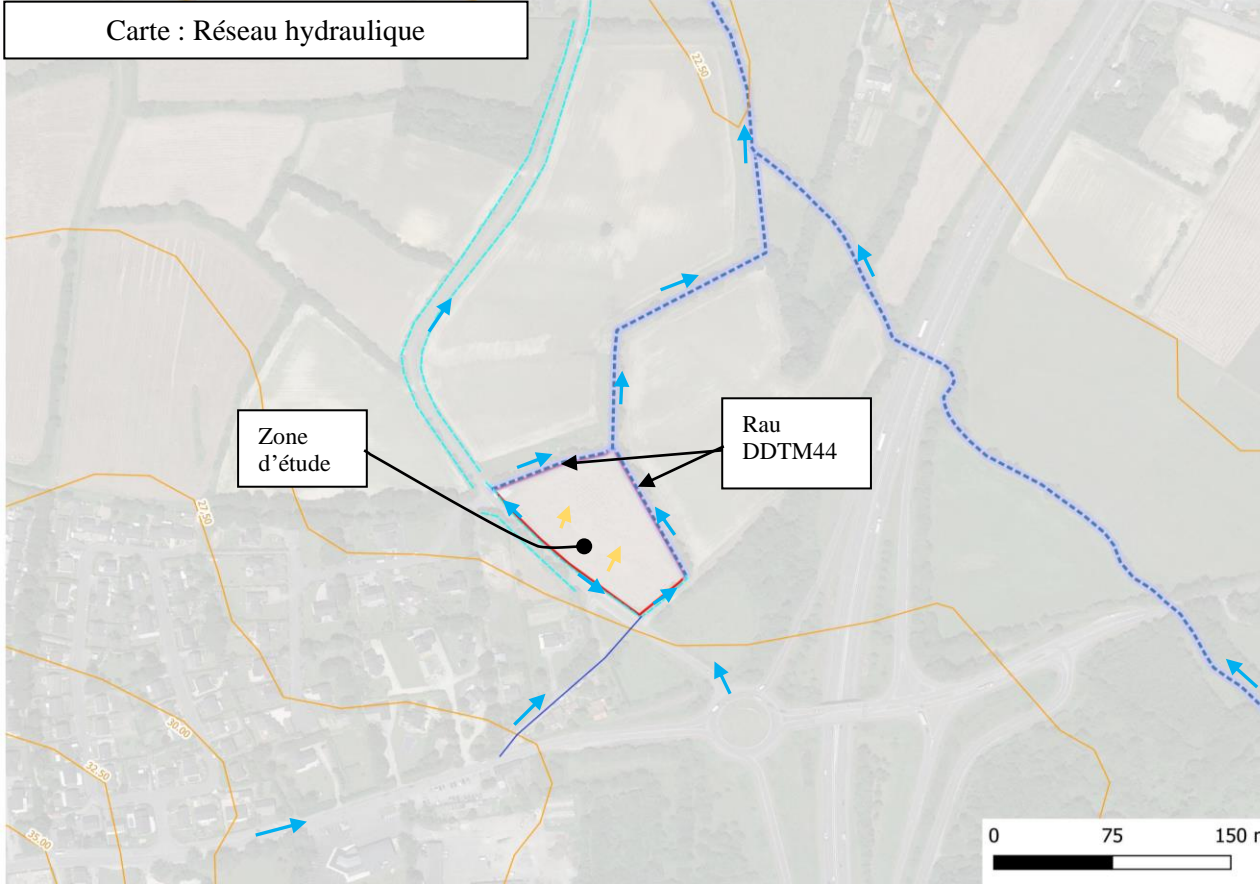 Carte : Réseau hydraulique
22.50
Zone
d'étude
Rau
DDTM44
27.50
30.00
32.50
35.00
0 75 150 m